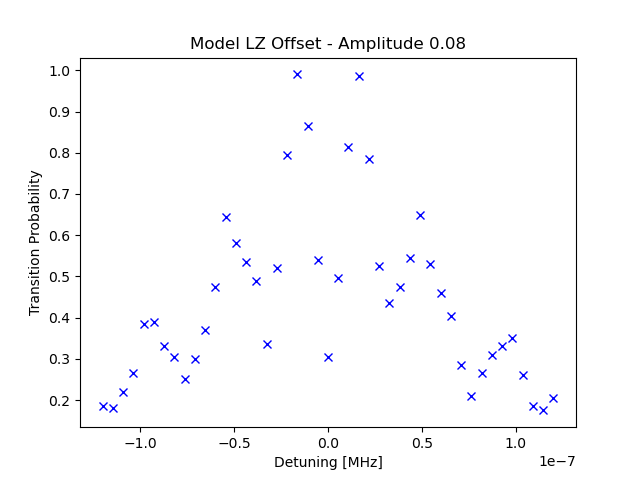 Model LZ Offset - Amplitude 0.08
1.0
0.9
0.8
0.7
0.6
0.5
0.4
0.3
0.2
Transition Probability
−1.0 −0.5 0.0 0.5 1.0
1e−7
Detuning [MHz]